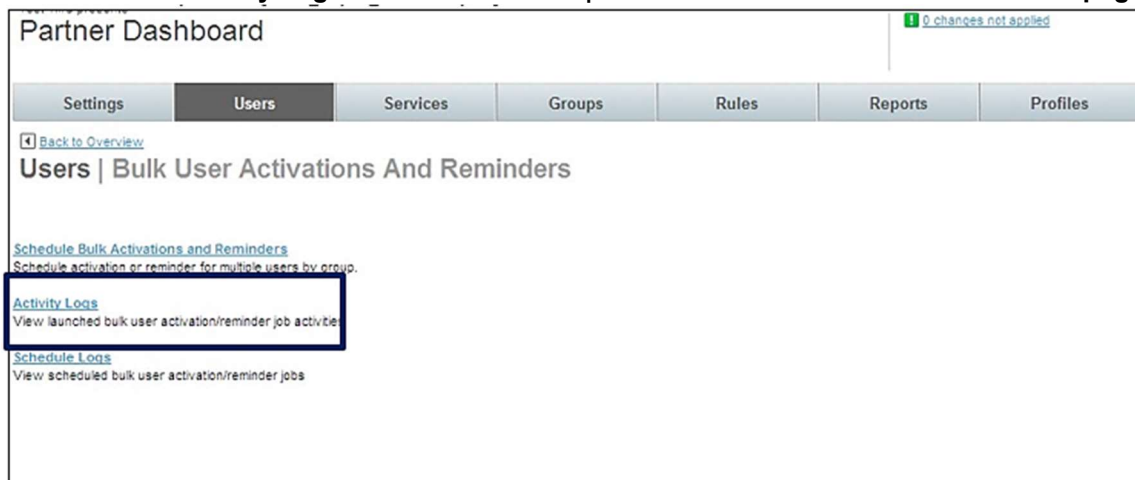 Partner Dashboard
0 changes not applied
Settings Users Services Groups Rules Reports Profiles
Back to Overview
Users | Bulk User Activations And Reminders
Schedule Bulk Activations and Reminders
Schedule activation or reminder for multiple users by group.
Activity Logs
View launched bulk user activation/reminder job activities
Schedule Logs
View scheduled bulk user activation/reminder jobs